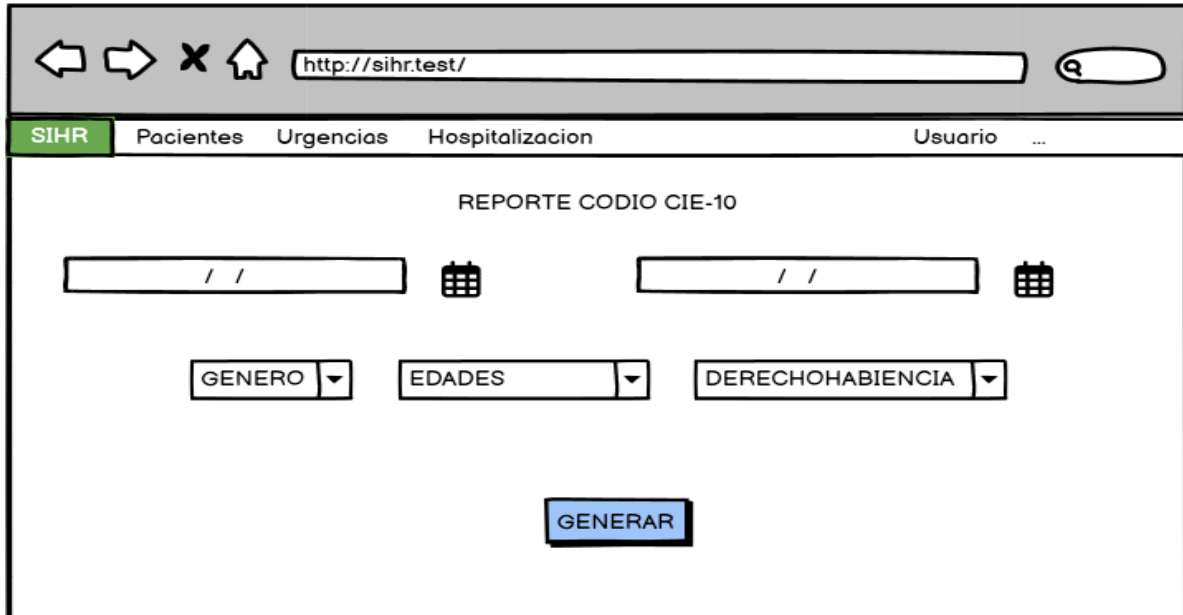 http://sihr.test/
SIHR Pacientes Urgencias Hospitalizacion Usuario ...
REPORTE CODIO CIE-10
/ / / /
GENERO EDADES DERECHOHABIENCIA
GENERAR